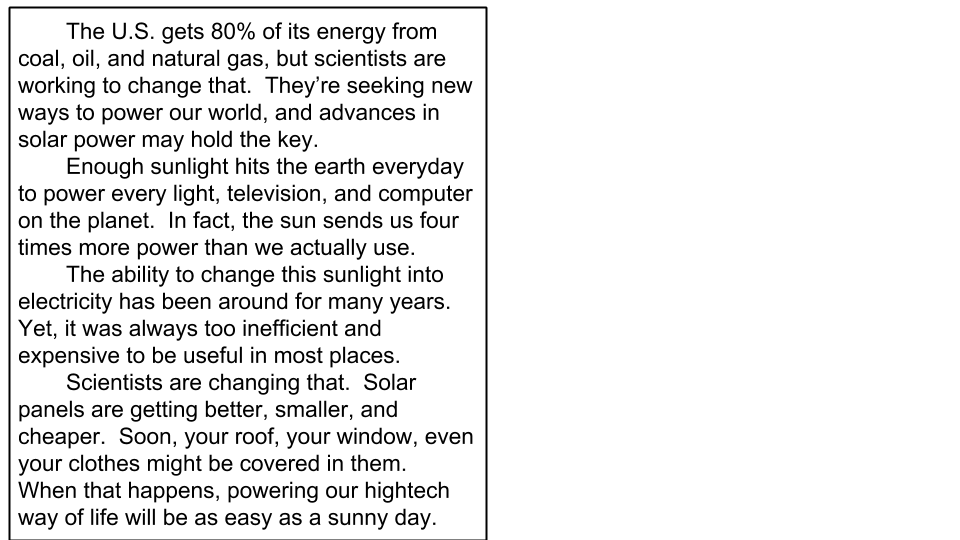 The U.S. gets 80% of its energy from
coal, oil, and natural gas, but scientists are
working to change that.  They’re seeking new
ways to power our world, and advances in
solar power may hold the key.
Enough sunlight hits the earth everyday
to power every light, television, and computer
on the planet.  In fact, the sun sends us four
times more power than we actually use.
The ability to change this sunlight into
electricity has been around for many years.
Yet, it was always too inefficient and
expensive to be useful in most places.
Scientists are changing that.  Solar
panels are getting better, smaller, and
cheaper.  Soon, your roof, your window, even
your clothes might be covered in them.
When that happens, powering our hightech
way of life will be as easy as a sunny day.